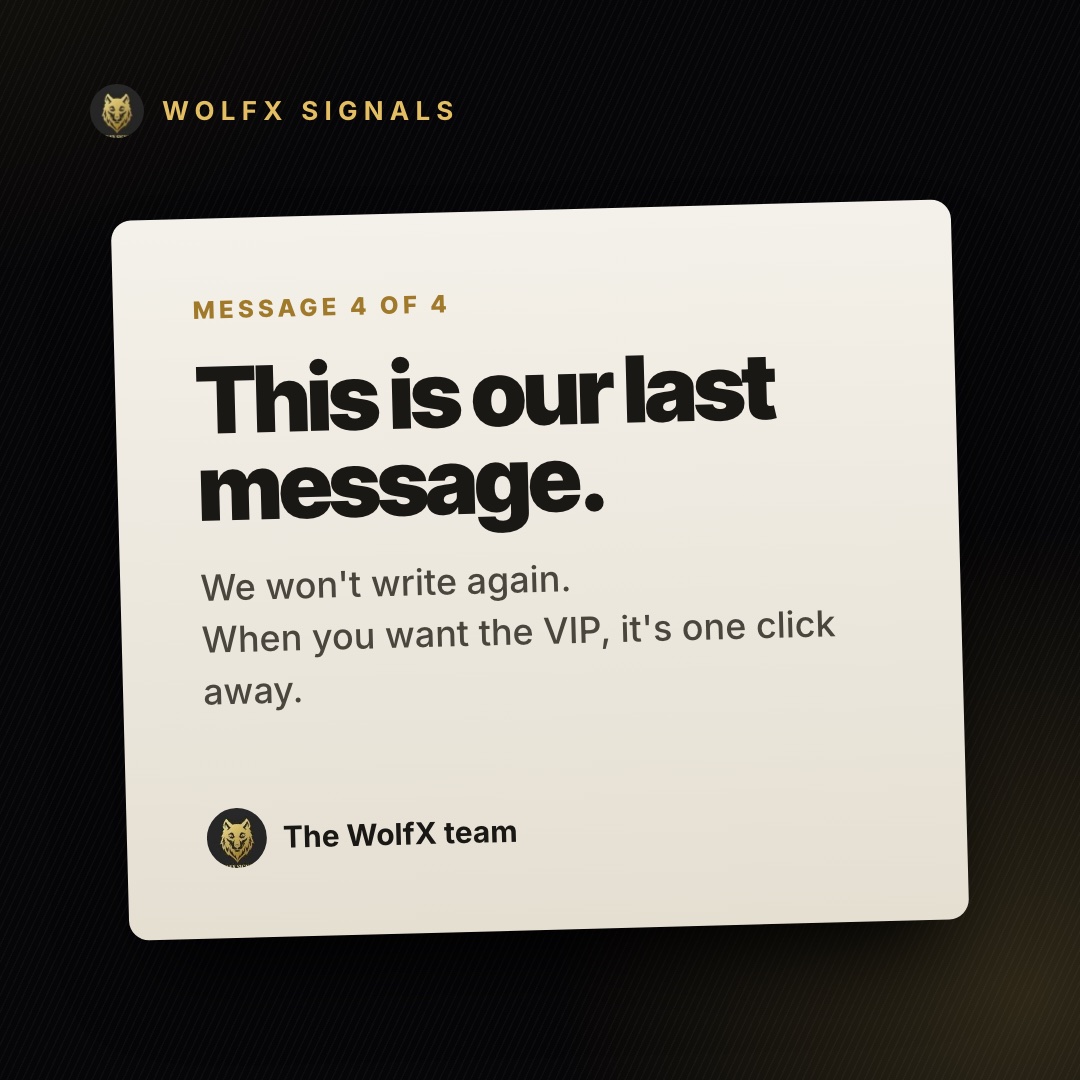 WOLFX SIGNALS
MESSAGE 4 OF 4
This is our last
message.
We won't write again.
When you want the VIP, it's one click
away.
The WolfX team